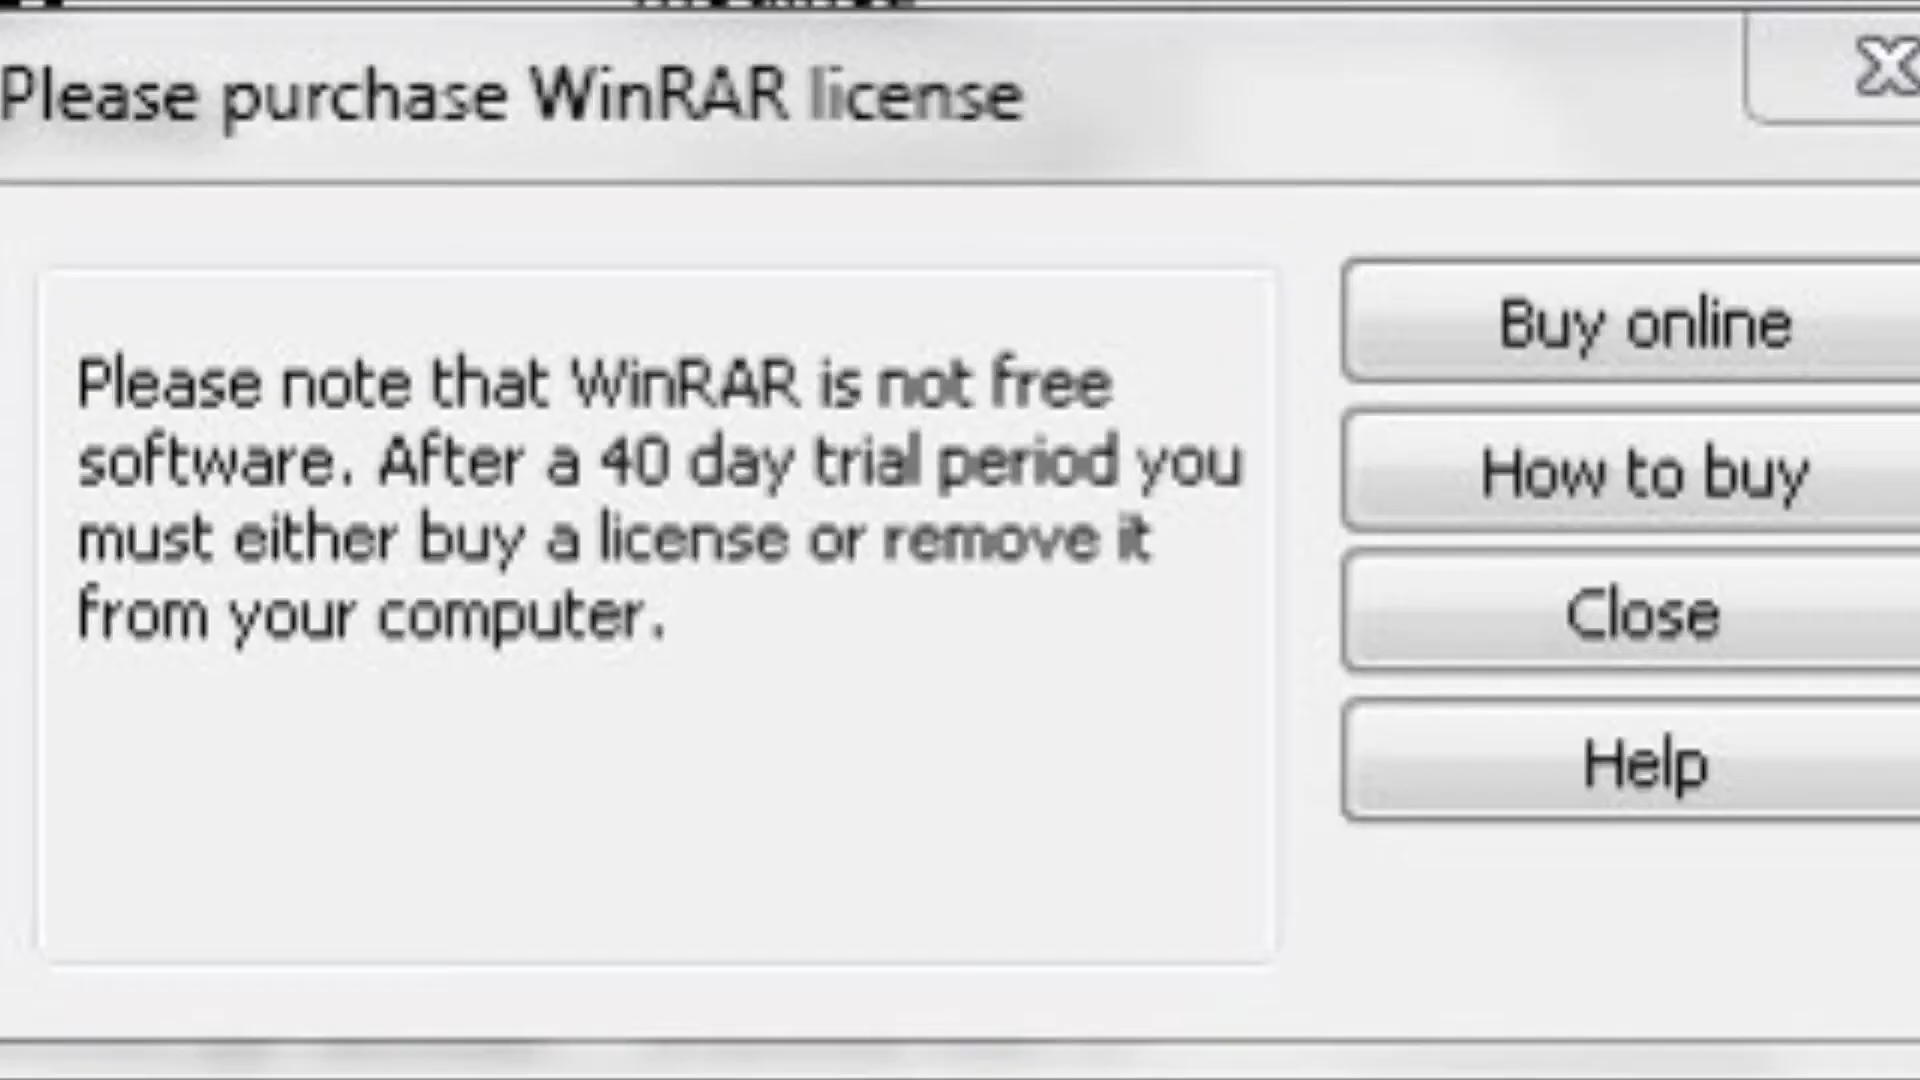 Please purchase WinRAR license
Please note that WinRAR is not free
software. After a 40 day trial period you
must either buy a license or remove it
from your computer.
Buy online
How to buy
Close
Help